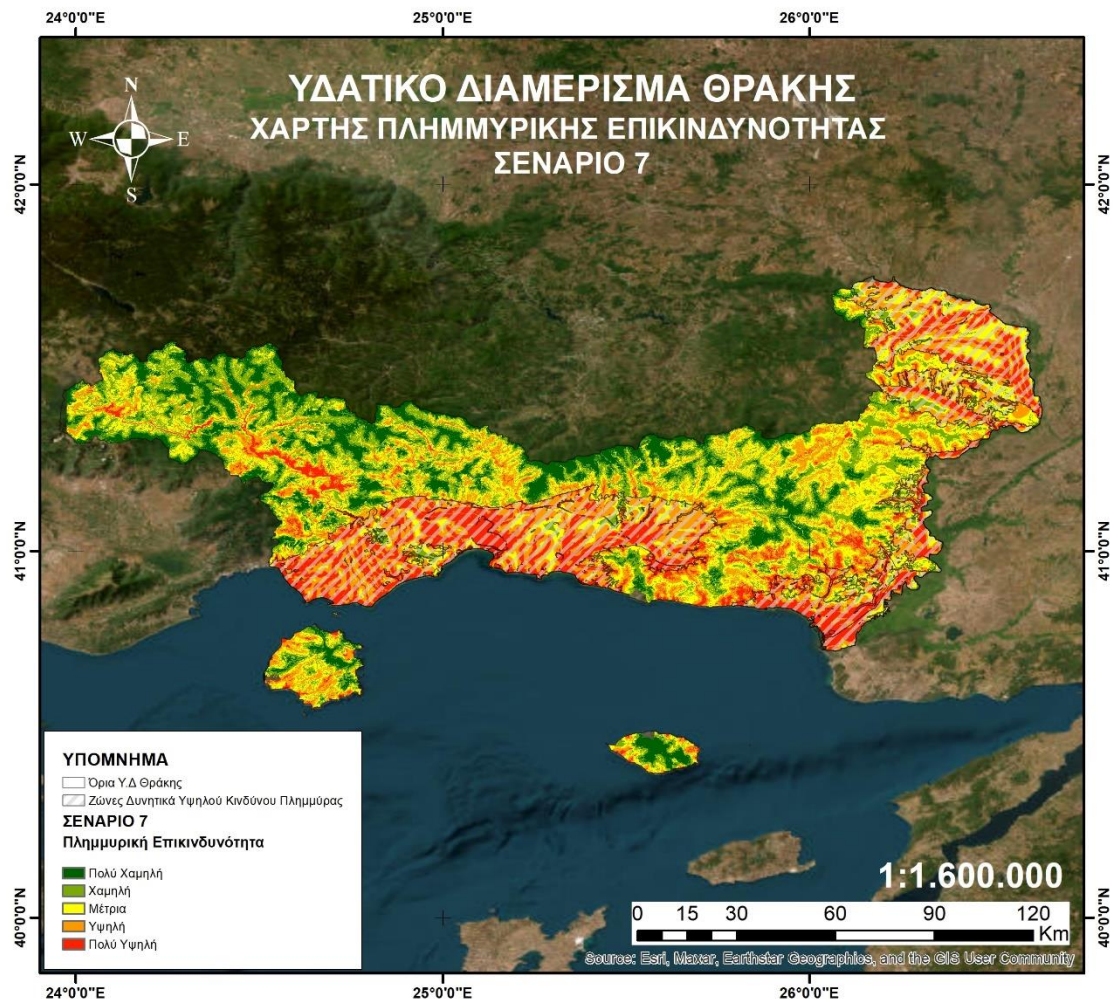 24°0'0"E 25°0'0"E 26°0'0"E
ΥΔΑΤΙΚΟ ΔΙΑΜΕΡΙΣΜΑ ΘΡΑΚΗΣ
ΧΑΡΤΗΣ ΠΛΗΜΜΥΡΙΚΗΣ ΕΠΙΚΙΝΔΥΝΟΤΗΤΑΣ
ΣΕΝΑΡΙΟ 7
N
W E
S
42°0'0"N 42°0'0"N
41°0'0"N 41°0'0"N
40°0'0"N 40°0'0"N
ΥΠΟΜΝΗΜΑ
Όρια Υ.Δ Θράκης
Ζώνες Δυνητικά Υψηλού Κινδύνου Πλημμύρας
ΣΕΝΑΡΙΟ 7
Πλημμυρική Επικινδυνότητα
Πολύ Χαμηλή
Χαμηλή
Μέτρια
Υψηλή
Πολύ Υψηλή
1:1.600.000
0 15 30 60 90 120
Km
Source: Esri, Maxar, Earthstar Geographics, and the GIS User Community
24°0'0"E 25°0'0"E 26°0'0"E